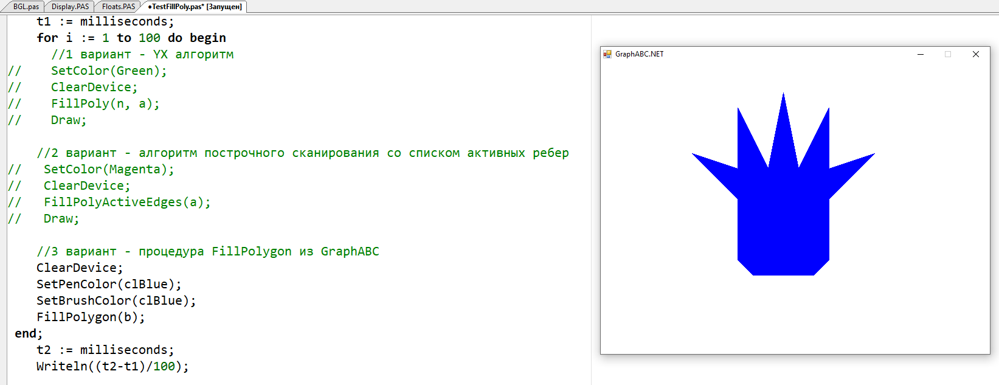 BGL.pas Display.PAS Floats.PAS •TestFillPoly.pas* [Запущен]
t1 := milliseconds;
for i := 1 to 100 do begin
//1 вариант - YX алгоритм
// SetColor(Green);
// ClearDevice;
// FillPoly(n, a);
// Draw;
//2 вариант - алгоритм построчного сканирования со списком активных ребер
// SetColor(Magenta);
// ClearDevice;
// FillPolyActiveEdges(a);
// Draw;
//3 вариант - процедура FillPolygon из GraphABC
ClearDevice;
SetPenColor(clBlue);
SetBrushColor(clBlue);
FillPolygon(b);
end;
t2 := milliseconds;
Writeln((t2-t1)/100);
GraphABC.NET